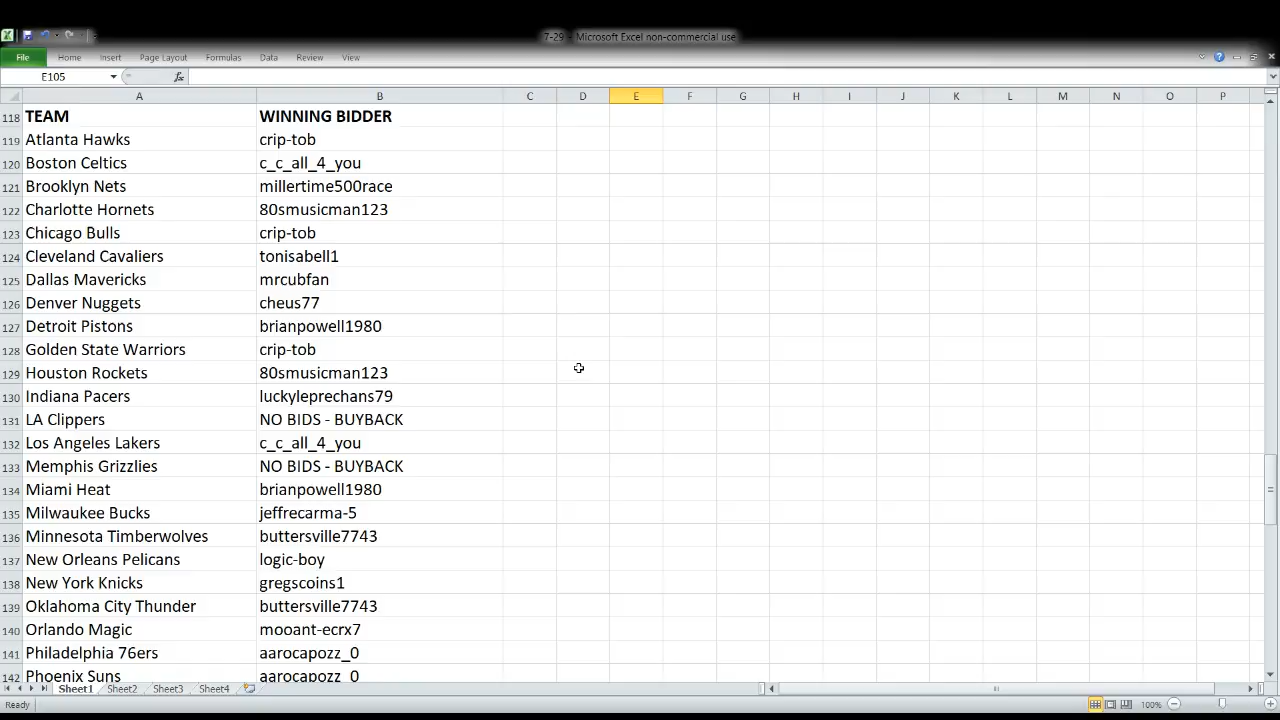 7-29 - Microsoft Excel non-commercial use
File Home Insert Page Layout Formulas Data Review View
E105 fx
A B C D E F G H I J K L M N O P
118 TEAM WINNING BIDDER
119 Atlanta Hawks crip-tob
120 Boston Celtics c_c_all_4_you
121 Brooklyn Nets millertime500race
122 Charlotte Hornets 80smusicman123
123 Chicago Bulls crip-tob
124 Cleveland Cavaliers tonisabell1
125 Dallas Mavericks mrcubfan
126 Denver Nuggets cheus77
127 Detroit Pistons brianpowell1980
128 Golden State Warriors crip-tob
129 Houston Rockets 80smusicman123
130 Indiana Pacers luckyleprechans79
131 LA Clippers NO BIDS - BUYBACK
132 Los Angeles Lakers c_c_all_4_you
133 Memphis Grizzlies NO BIDS - BUYBACK
134 Miami Heat brianpowell1980
135 Milwaukee Bucks jeffrecarma-5
136 Minnesota Timberwolves buttersville7743
137 New Orleans Pelicans logic-boy
138 New York Knicks gregscoins1
139 Oklahoma City Thunder buttersville7743
140 Orlando Magic mooant-ecrx7
141 Philadelphia 76ers aarocapozz_0
142 Phoenix Suns aarocapozz_0
Sheet1 Sheet2 Sheet3 Sheet4
Ready 100%